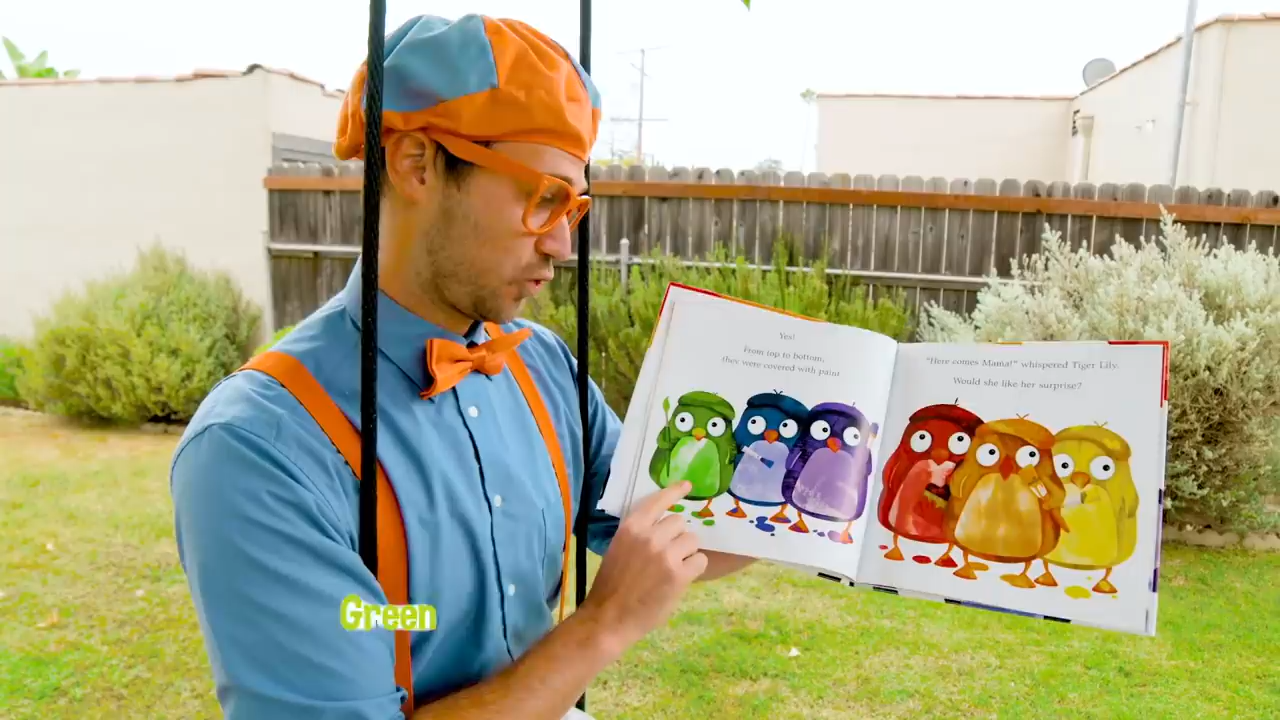 Yes!
From top to bottom,
they were covered with paint
"Here comes Mama!" whispered Tiger Lily.
Would she like her surprise?
Green